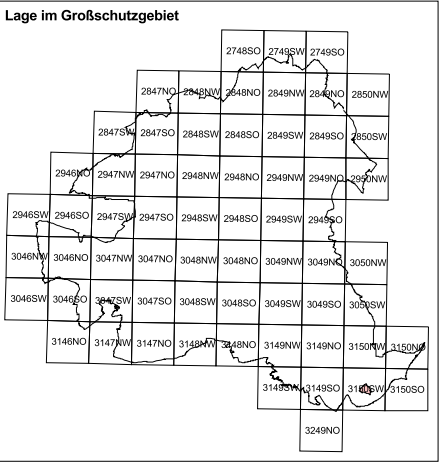 Lage im Großschutzgebiet
2748SO 2749SW 2749SO
2847NO 2848NW 2848NO 2849NW 2849NO 2850NW
2847SW 2847SO 2848SW 2848SO 2849SW 2849SO 2850SW
2946NO 2947NW 2947NO 2948NW 2948NO 2949NW 2949NO 2950NW
2946SW 2946SO 2947SW 2947SO 2948SW 2948SO 2949SW 2949SO
3046NW 3046NO 3047NW 3047NO 3048NW 3048NO 3049NW 3049NO 3050NW
3046SW 3046SO 3047SW 3047SO 3048SW 3048SO 3049SW 3049SO 3050SW
3146NO 3147NW 3147NO 3148NW 3148NO 3149NW 3149NO 3150NW 3150NO
3149SW 3149SO 3150SW 3150SO
3249NO